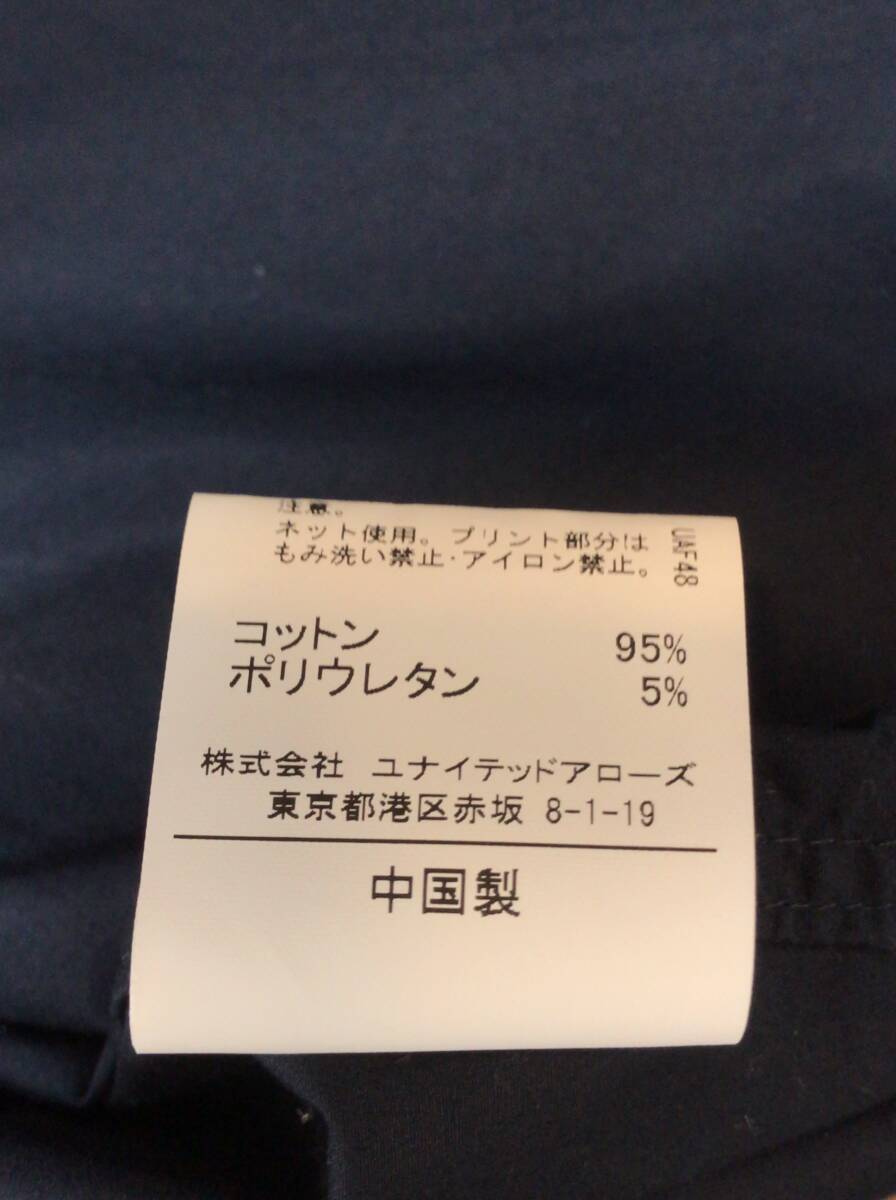 注意。
ネット使用。プリント部分は
もみ洗い禁止・アイロン禁止。
UAF48
コットン 95%
ポリウレタン 5%
株式会社 ユナイテッドアローズ
東京都港区赤坂 8-1-19
中国製